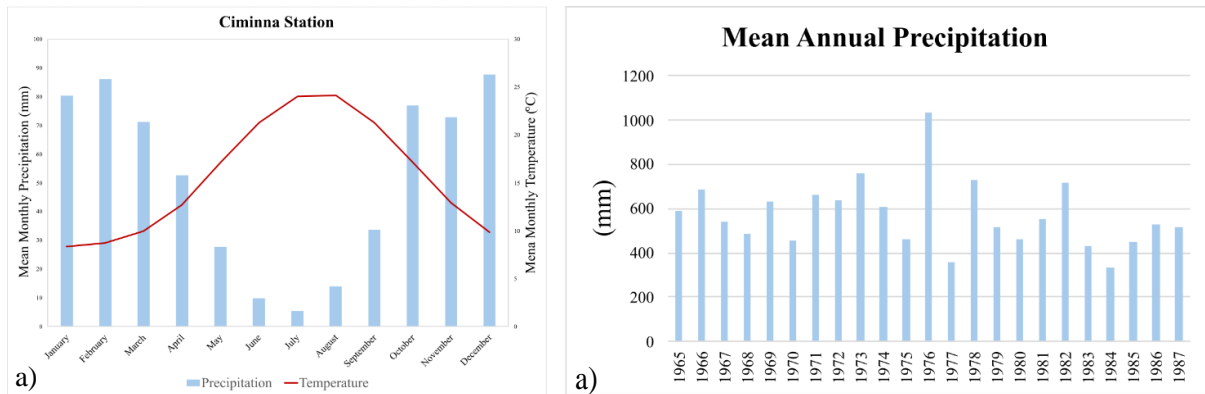 Ciminna Station
Mean Monthly Precipitation (mm)
100
90
80
70
60
50
40
30
20
10
0
30
25
20
15
10
5
0
Mena Monthly Temperature (°C)
January
February
March
April
May
June
July
August
September
October
November
December
Precipitation
Temperature
a)
Mean Annual Precipitation
(mm)
1200
1000
800
600
400
200
0
1965
1966
1967
1968
1969
1970
1971
1972
1973
1974
1975
1976
1977
1978
1979
1980
1981
1982
1983
1984
1985
1986
1987
a)